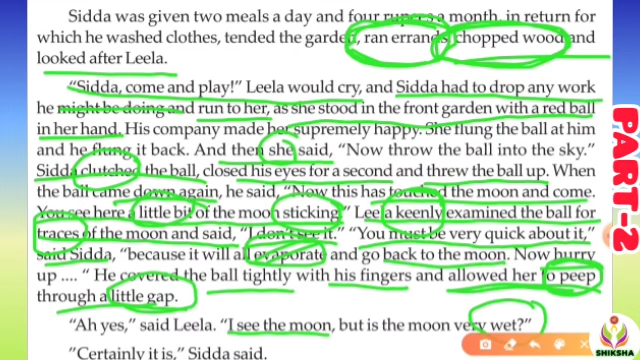 Sidda was given two meals a day and four rupees a month, in return for
which he washed clothes, tended the garden, ran errands, chopped wood and
looked after Leela.
"Sidda, come and play!" Leela would cry, and Sidda had to drop any work
he might be doing and run to her, as she stood in the front garden with a red ball
in her hand. His company made her supremely happy. She flung the ball at him
and he flung it back. And then she said, "Now throw the ball into the sky."
Sidda clutched the ball, closed his eyes for a second and threw the ball up. When
the ball came down again, he said, "Now this has touched the moon and come.
You see here a little bit of the moon sticking." Leela keenly examined the ball for
traces of the moon and said, "I don't see it." "You must be very quick about it,"
said Sidda, "because it will all evaporate and go back to the moon. Now hurry
up .... " He covered the ball tightly with his fingers and allowed her to peep
through a little gap.
"Ah yes," said Leela. "I see the moon, but is the moon very wet?"
"Certainly it is," Sidda said.
PART-2
SHIKSHA